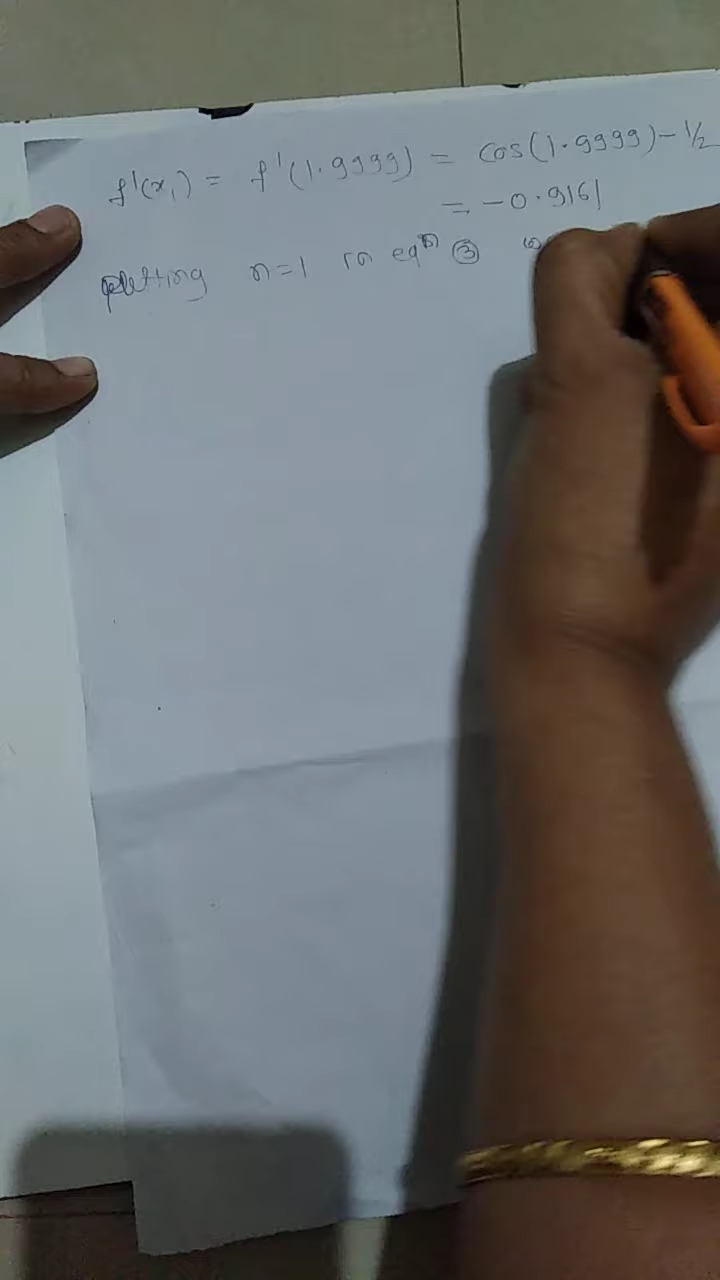 f'(x₁) = f'(1.9999) = cos(1.9999) - 1/2
= -0.9161
putting n=1 in eqⁿ ③